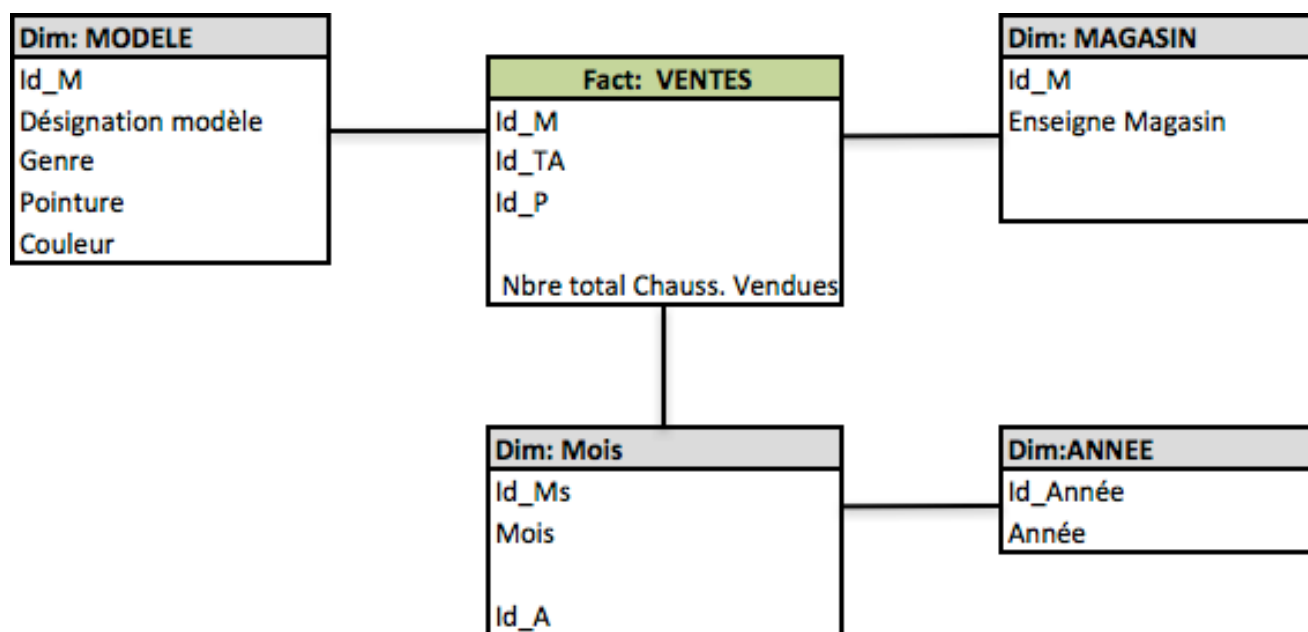 Dim: MODELE
Id_M
Désignation modèle
Genre
Pointure
Couleur
Fact: VENTES
Id_M
Id_TA
Id_P
Nbre total Chauss. Vendues
Dim: MAGASIN
Id_M
Enseigne Magasin
Dim: Mois
Id_Ms
Mois
Id_A
Dim:ANNEE
Id_Année
Année